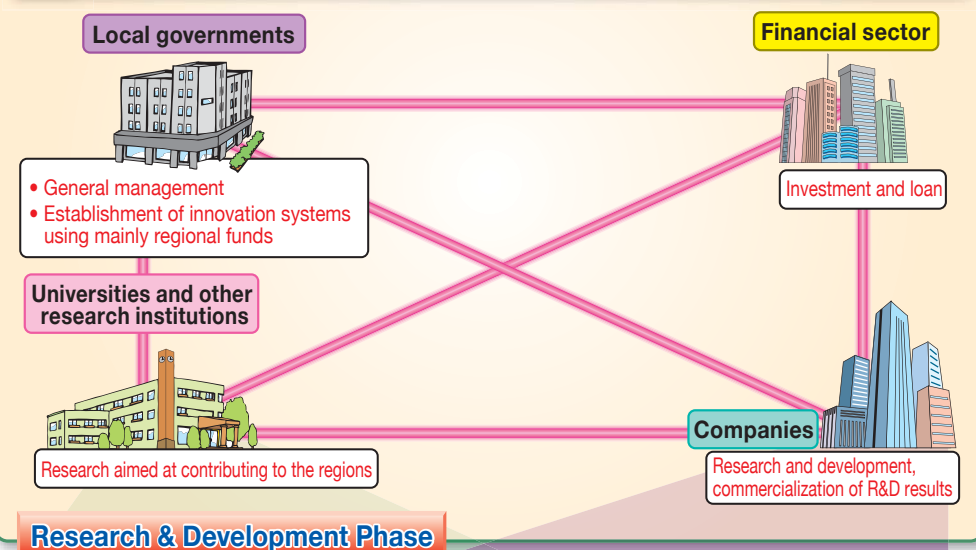 Local governments
Financial sector
• General management
• Establishment of innovation systems
using mainly regional funds
Investment and loan
Universities and other
research institutions
Companies
Research aimed at contributing to the regions
Research and development,
commercialization of R&D results
Research & Development Phase